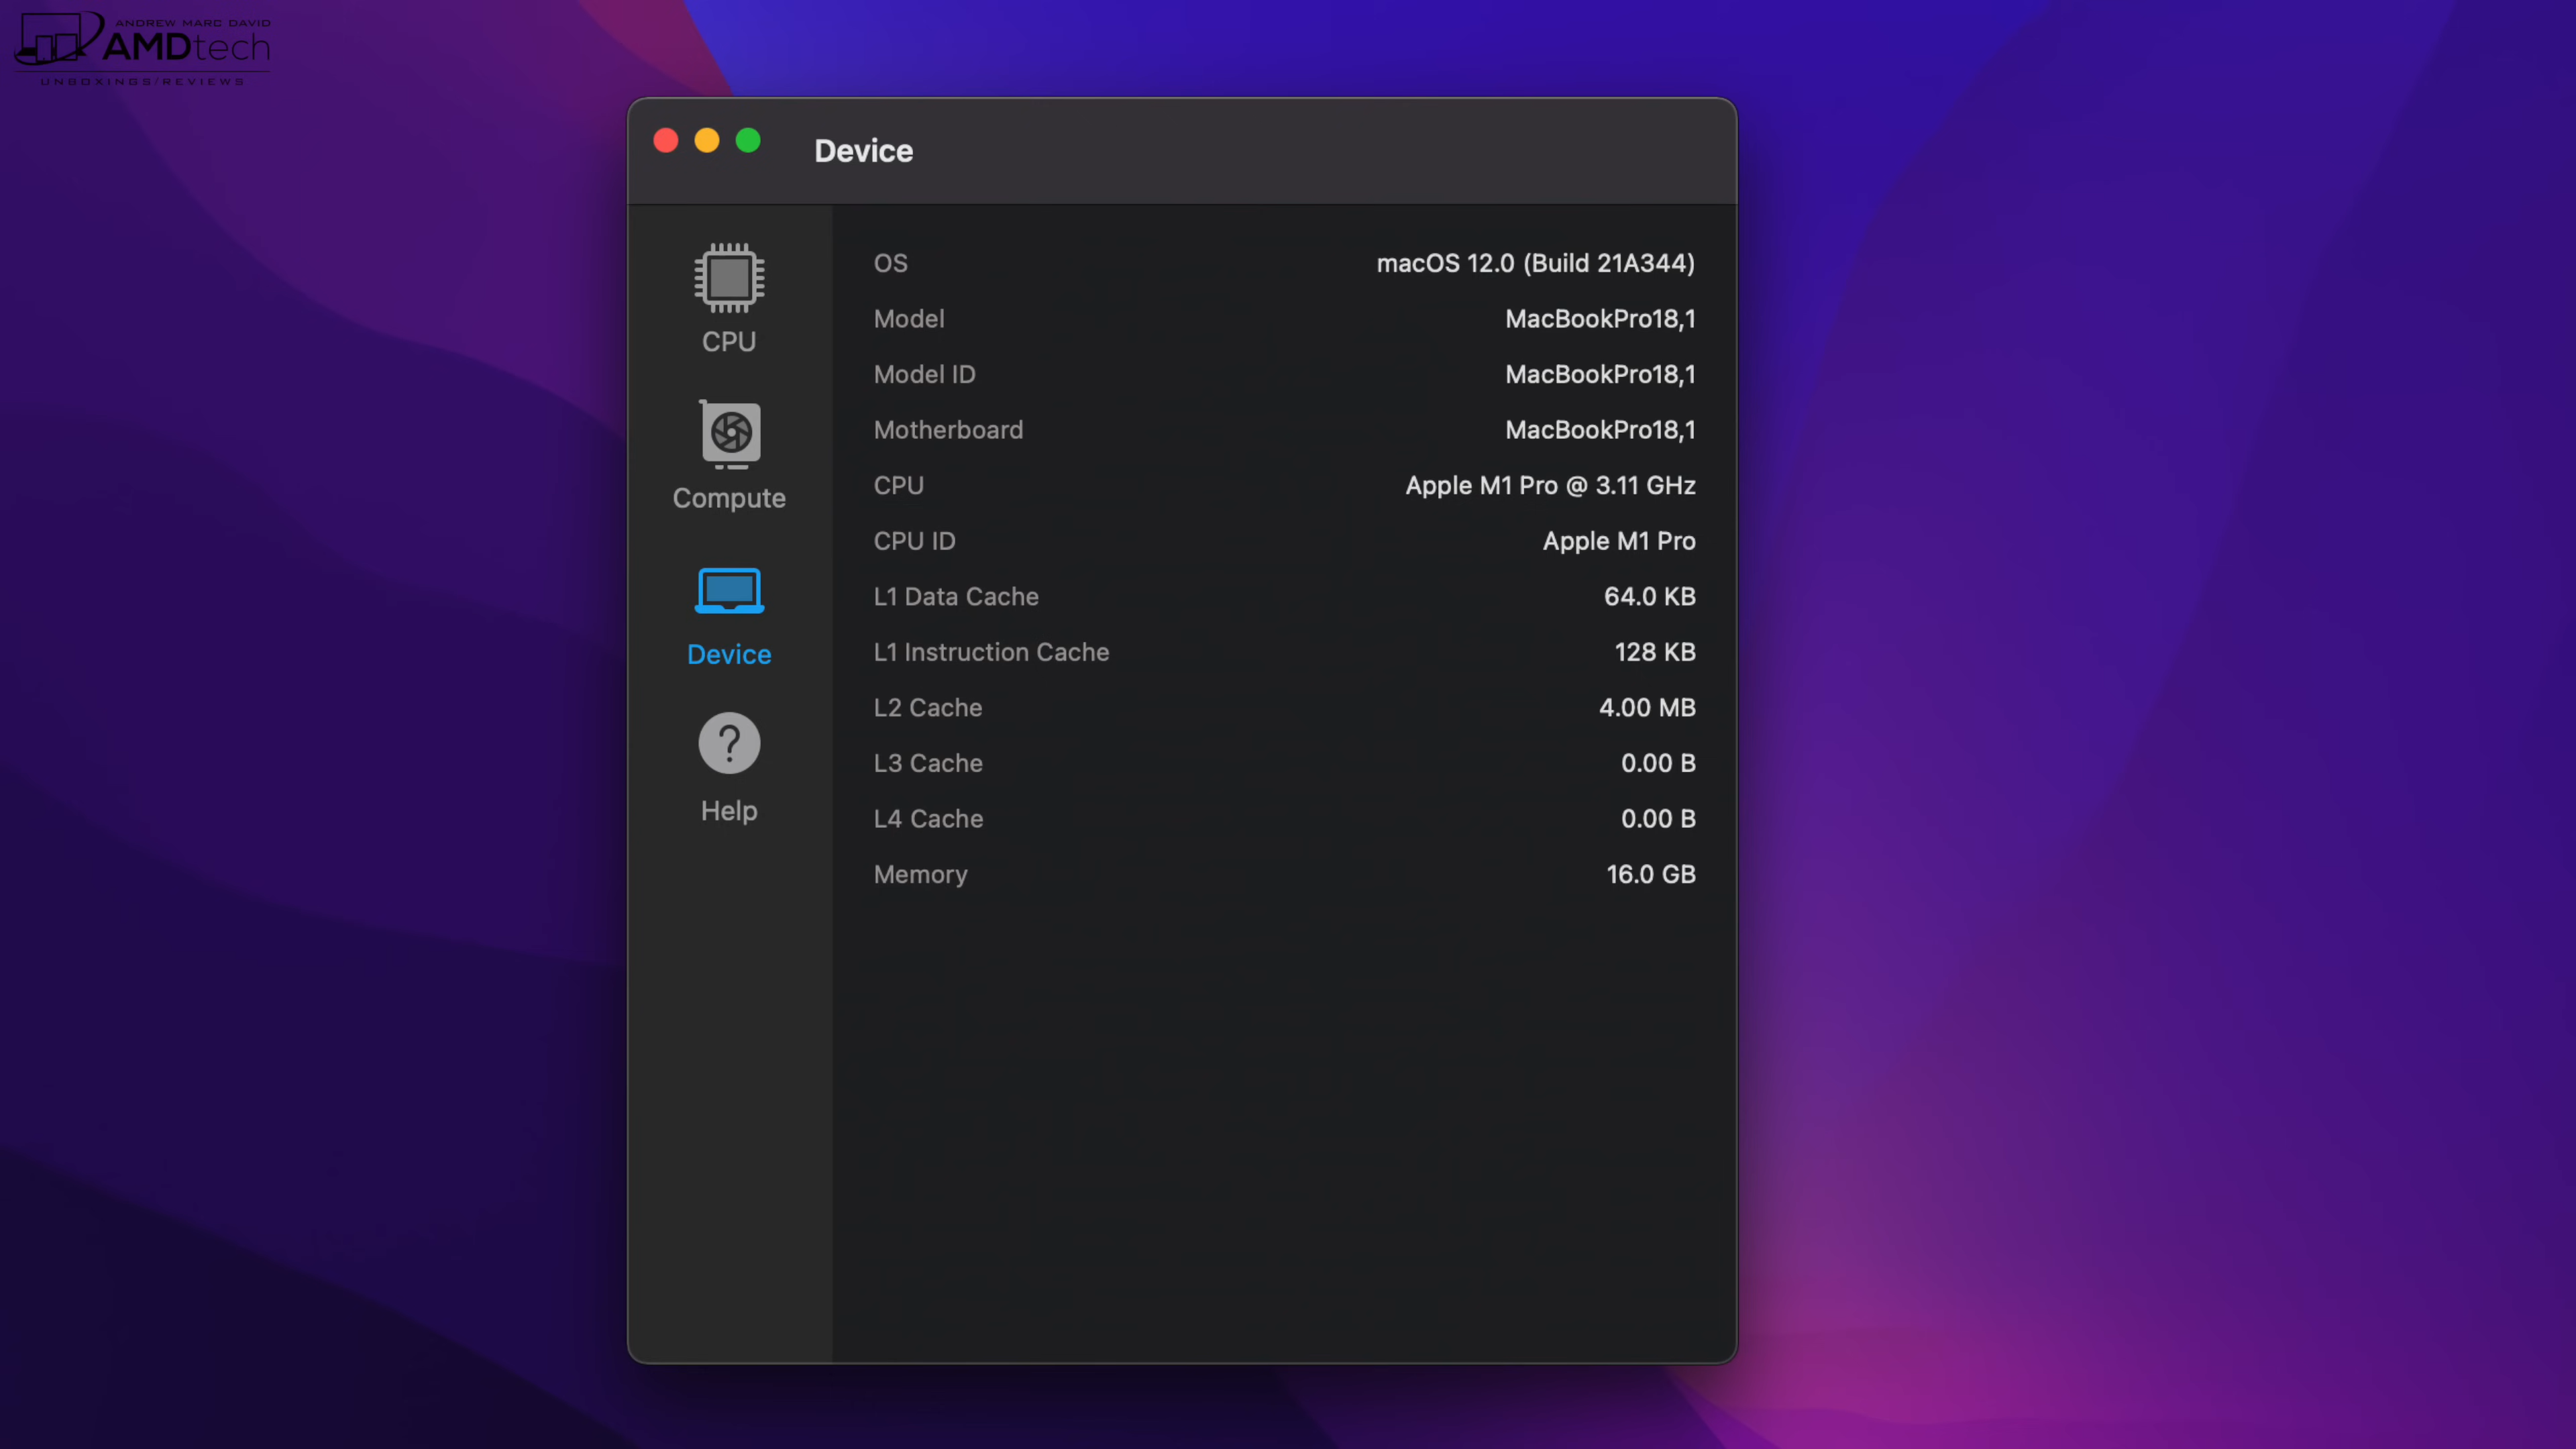 ANDREW MARC DAVID
AMDtech
UNBOXINGS/REVIEWS
Device
CPU
Compute
Device
Help
OS macOS 12.0 (Build 21A344)
Model MacBookPro18,1
Model ID MacBookPro18,1
Motherboard MacBookPro18,1
CPU Apple M1 Pro @ 3.11 GHz
CPU ID Apple M1 Pro
L1 Data Cache 64.0 KB
L1 Instruction Cache 128 KB
L2 Cache 4.00 MB
L3 Cache 0.00 B
L4 Cache 0.00 B
Memory 16.0 GB